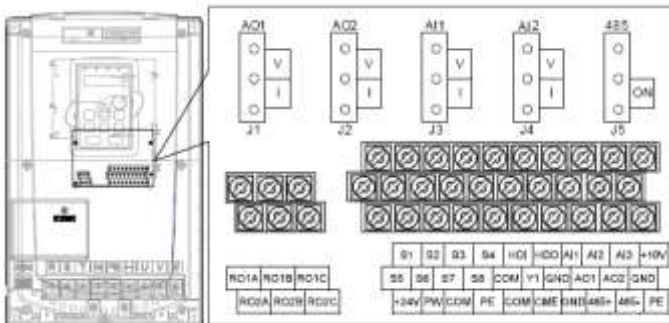 AO1 AO2 AI1 AI2 485
V V V V
I I I I ON
J1 J2 J3 J4 J5
S1 S2 S3 S4 HDI HDO AI1 AI2 AI3 +10V
RO1A RO1B RO1C
S5 S6 S7 S8 COM Y1 GND AO1 AO2 GND
RO2A RO2B RO2C
+24V PW COM PE COM CME GND 485+ 485- PE
R S T
U V